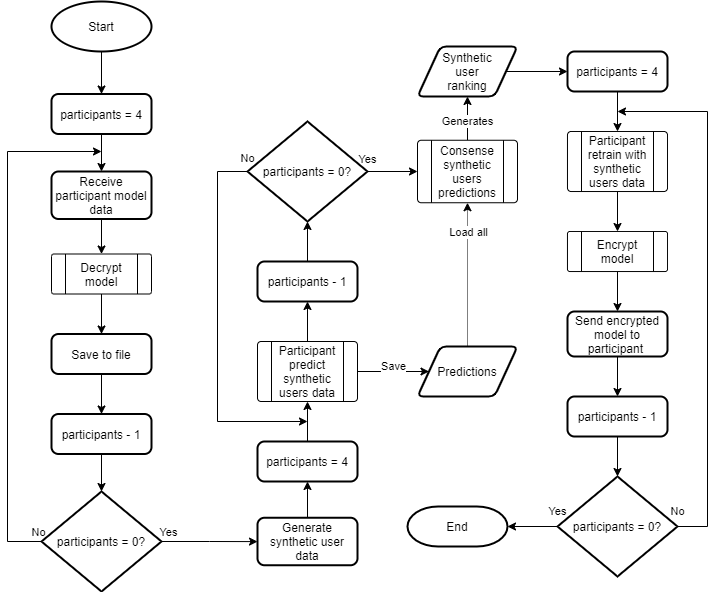 Start
participants = 4
Receive
participant model
data
Decrypt
model
Save to file
participants - 1
participants = 0?
No
Yes
Generate
synthetic user
data
participants = 4
Participant
predict
synthetic
users data
Save
Predictions
participants - 1
participants = 0?
No
Yes
Load all
Consense
synthetic
users
predictions
Generates
Synthetic
user
ranking
participants = 4
Participant
retrain with
synthetic
users data
Encrypt
model
Send encrypted
model to
participant
participants - 1
participants = 0?
No
Yes
End